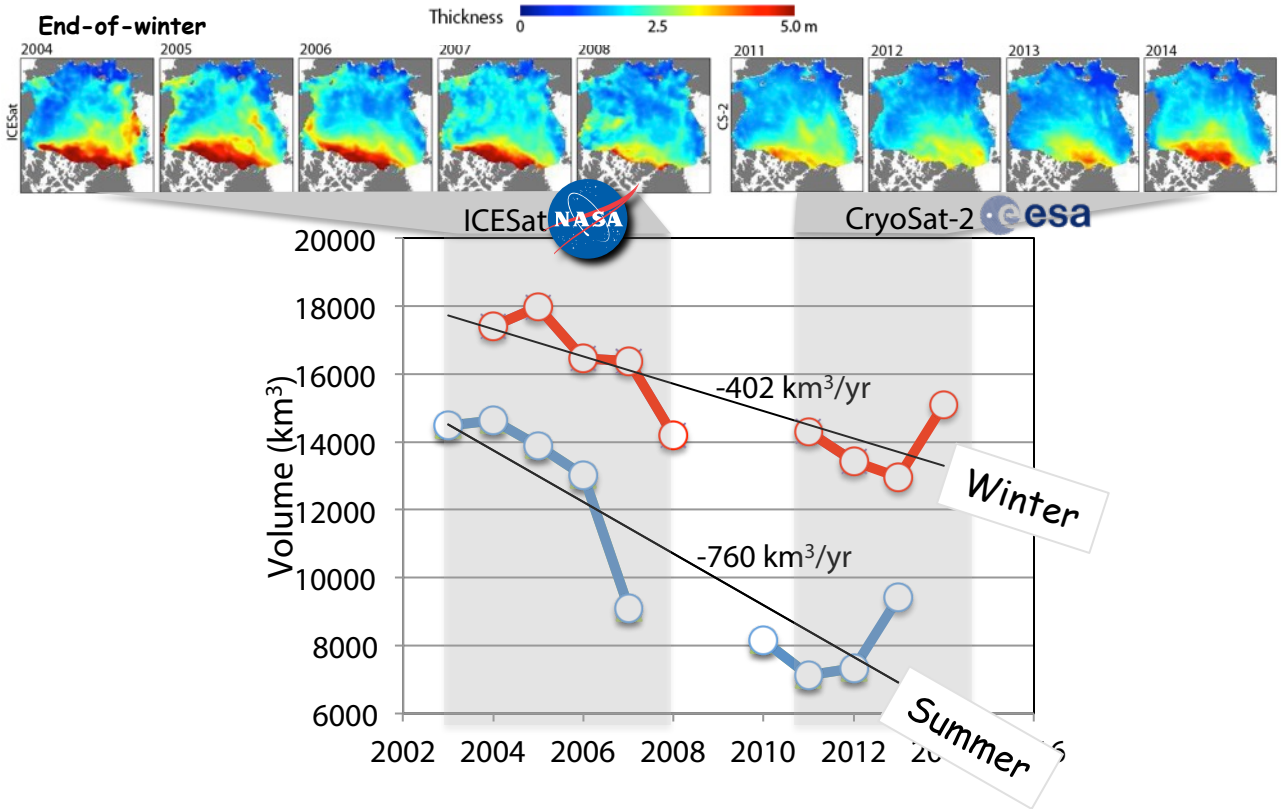 Thickness
0 2.5 5.0 m
End-of-winter
2004 2005 2006 2007 2008 2011 2012 2013 2014
ICESat
CS-2
ICESat NASA CryoSat-2 esa
20000
18000
16000
14000
12000
10000
8000
6000
Volume (km³)
-402 km³/yr
Winter
-760 km³/yr
Summer
2002 2004 2006 2008 2010 2012